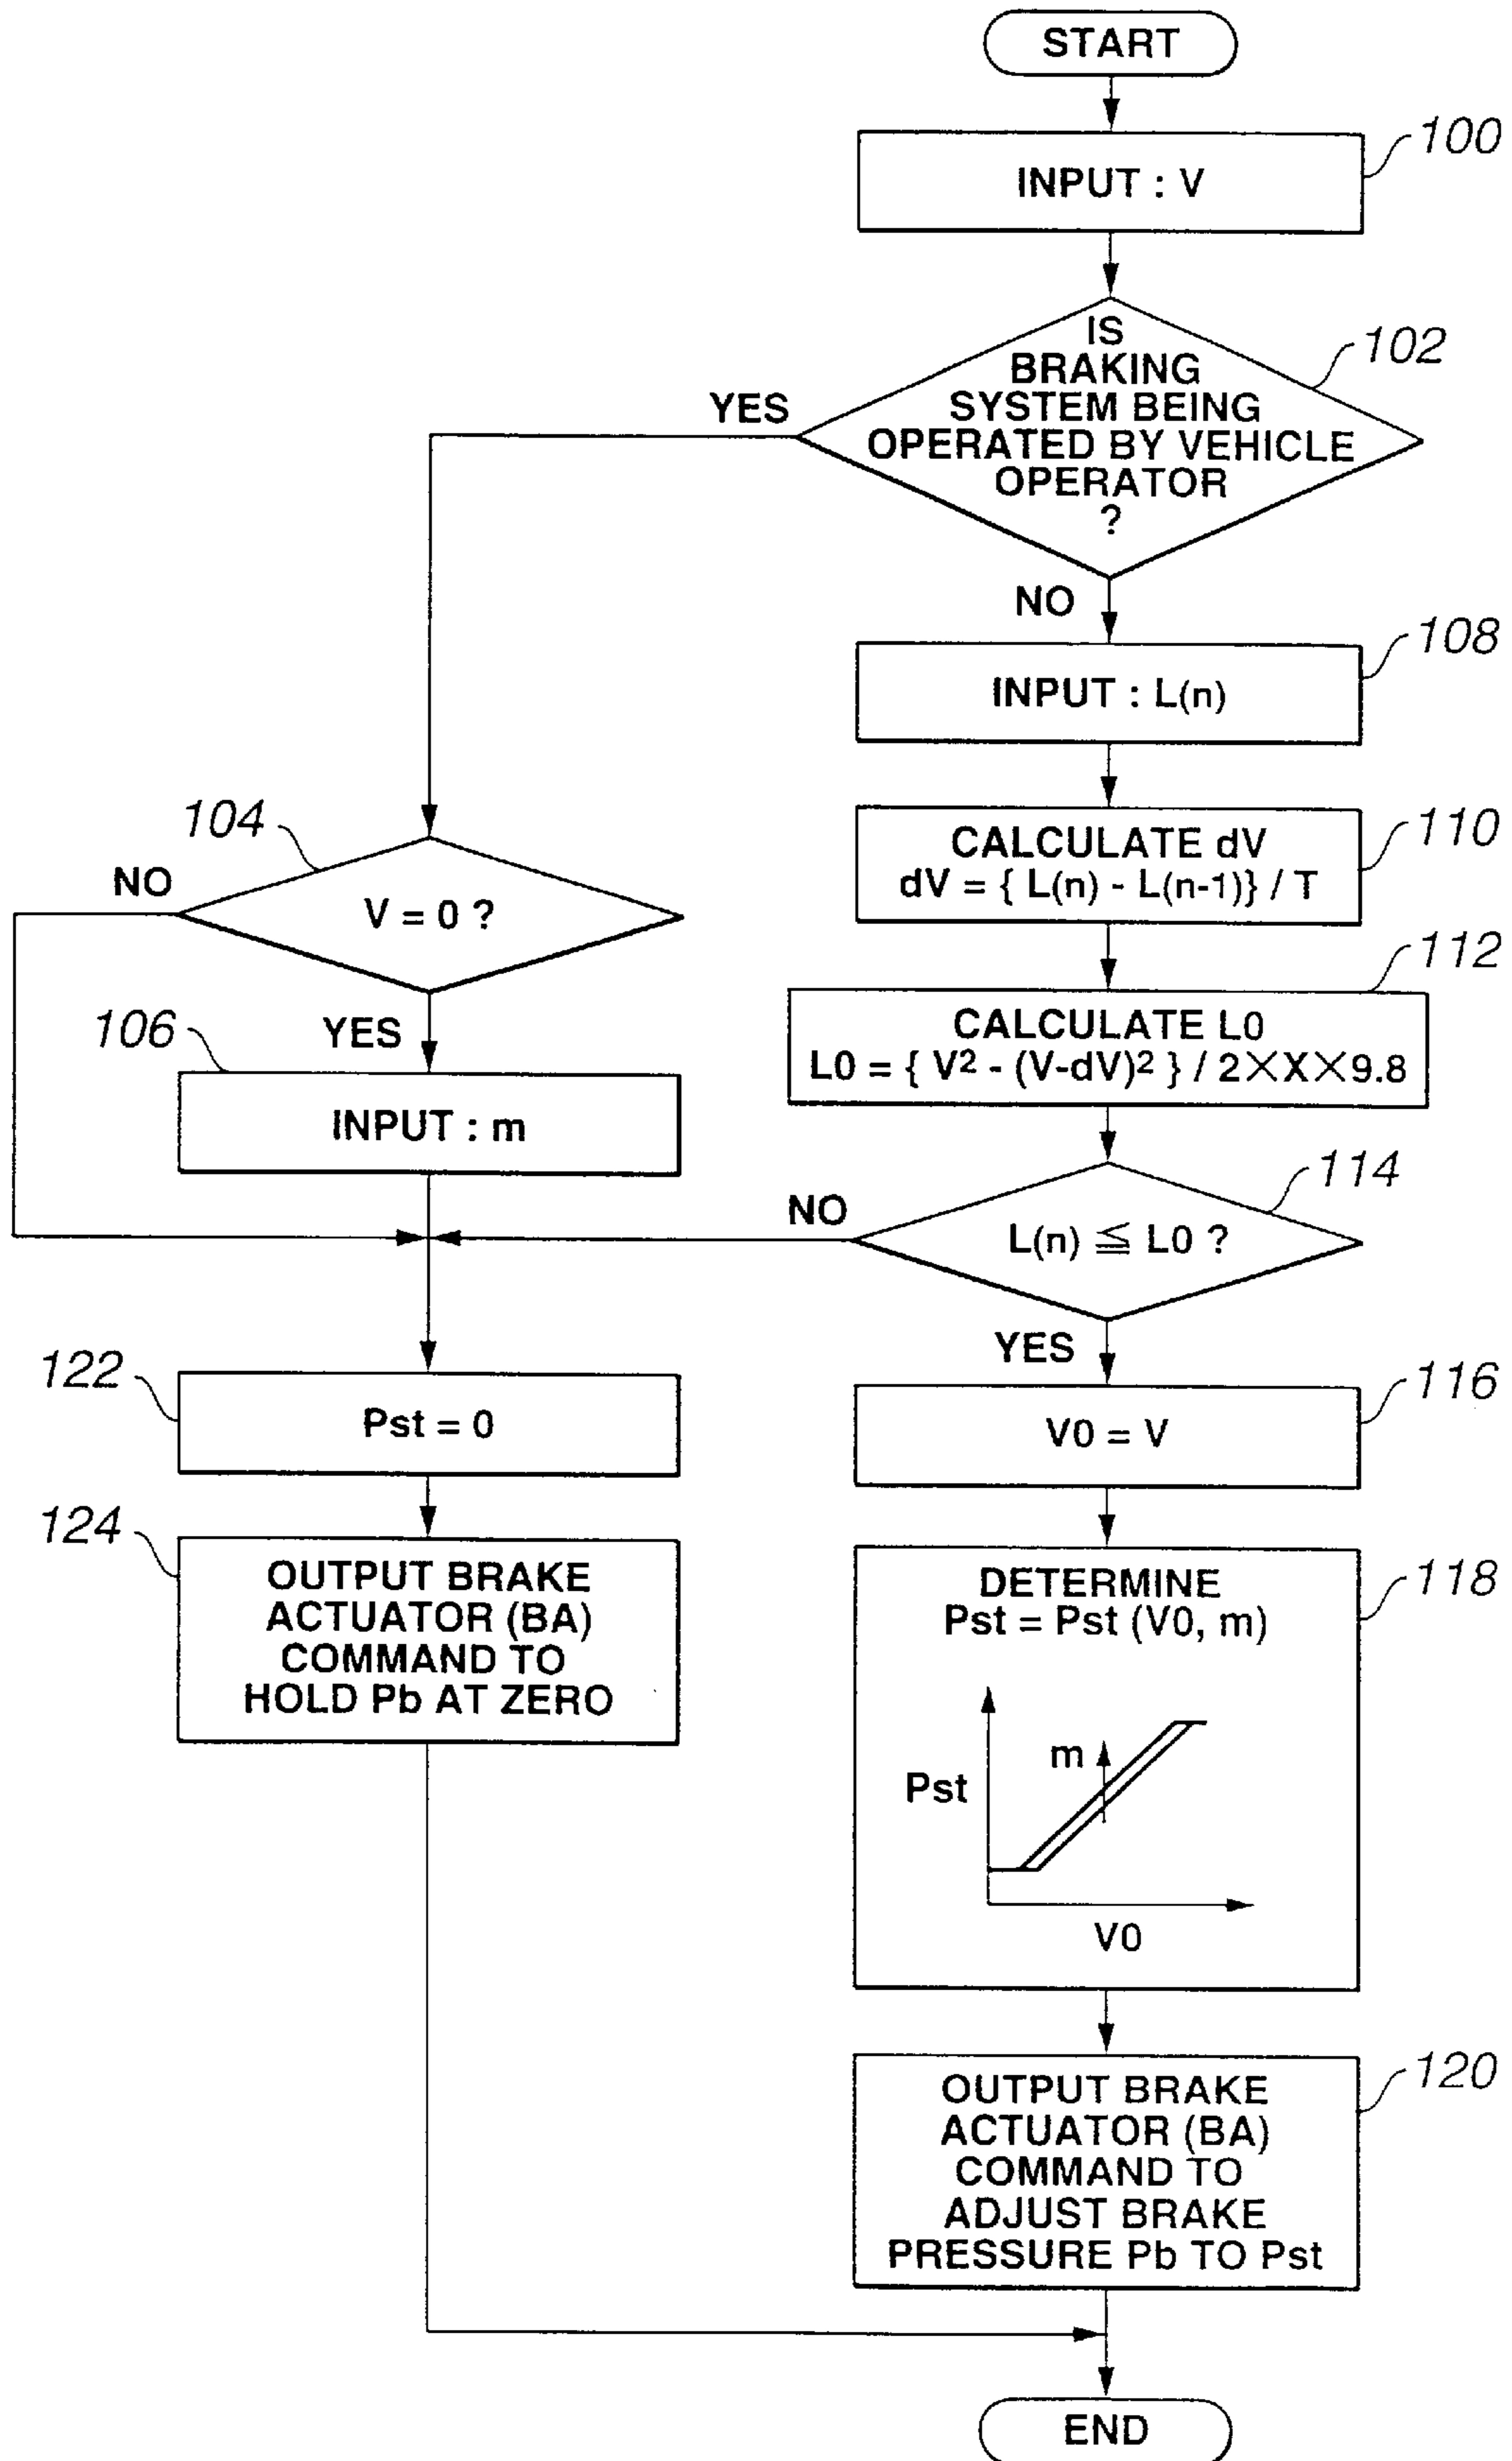 START
100
INPUT : V
102
IS
BRAKING
SYSTEM BEING
OPERATED BY VEHICLE
OPERATOR
?
YES
NO
108
INPUT : L(n)
104
NO
V = 0 ?
110
CALCULATE dV
dV = { L(n) - L(n-1)} / T
112
CALCULATE L0
L0 = { V² - (V-dV)² } / 2×X×9.8
106
YES
INPUT : m
114
NO
L(n) ≦ L0 ?
YES
122
Pst = 0
116
V0 = V
124
OUTPUT BRAKE
ACTUATOR (BA)
COMMAND TO
HOLD Pb AT ZERO
118
DETERMINE
Pst = Pst (V0, m)
m
Pst
V0
120
OUTPUT BRAKE
ACTUATOR (BA)
COMMAND TO
ADJUST BRAKE
PRESSURE Pb TO Pst
END